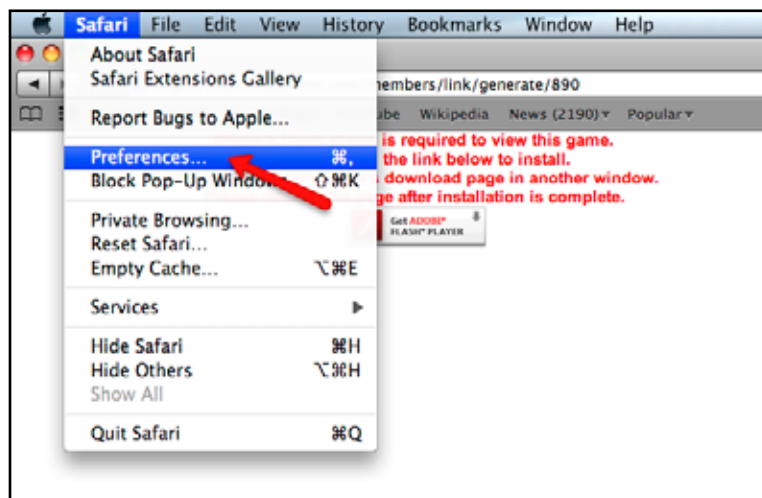 Safari File Edit View History Bookmarks Window Help
About Safari
Safari Extensions Gallery
Report Bugs to Apple...
Preferences... ⌘,
Block Pop-Up ⇧⌘K
Private Browsing...
Reset Safari...
Empty Cache... ⌥⌘E
Services ▶
Hide Safari ⌘H
Hide Others ⌥⌘H
Show All
Quit Safari ⌘Q
members/link/generate/890
Wikipedia News (2190) ▾ Popular ▾
is required to view this game.
the link below to install.
download page in another window.
after installation is complete.
Get ADOBE®
FLASH® PLAYER